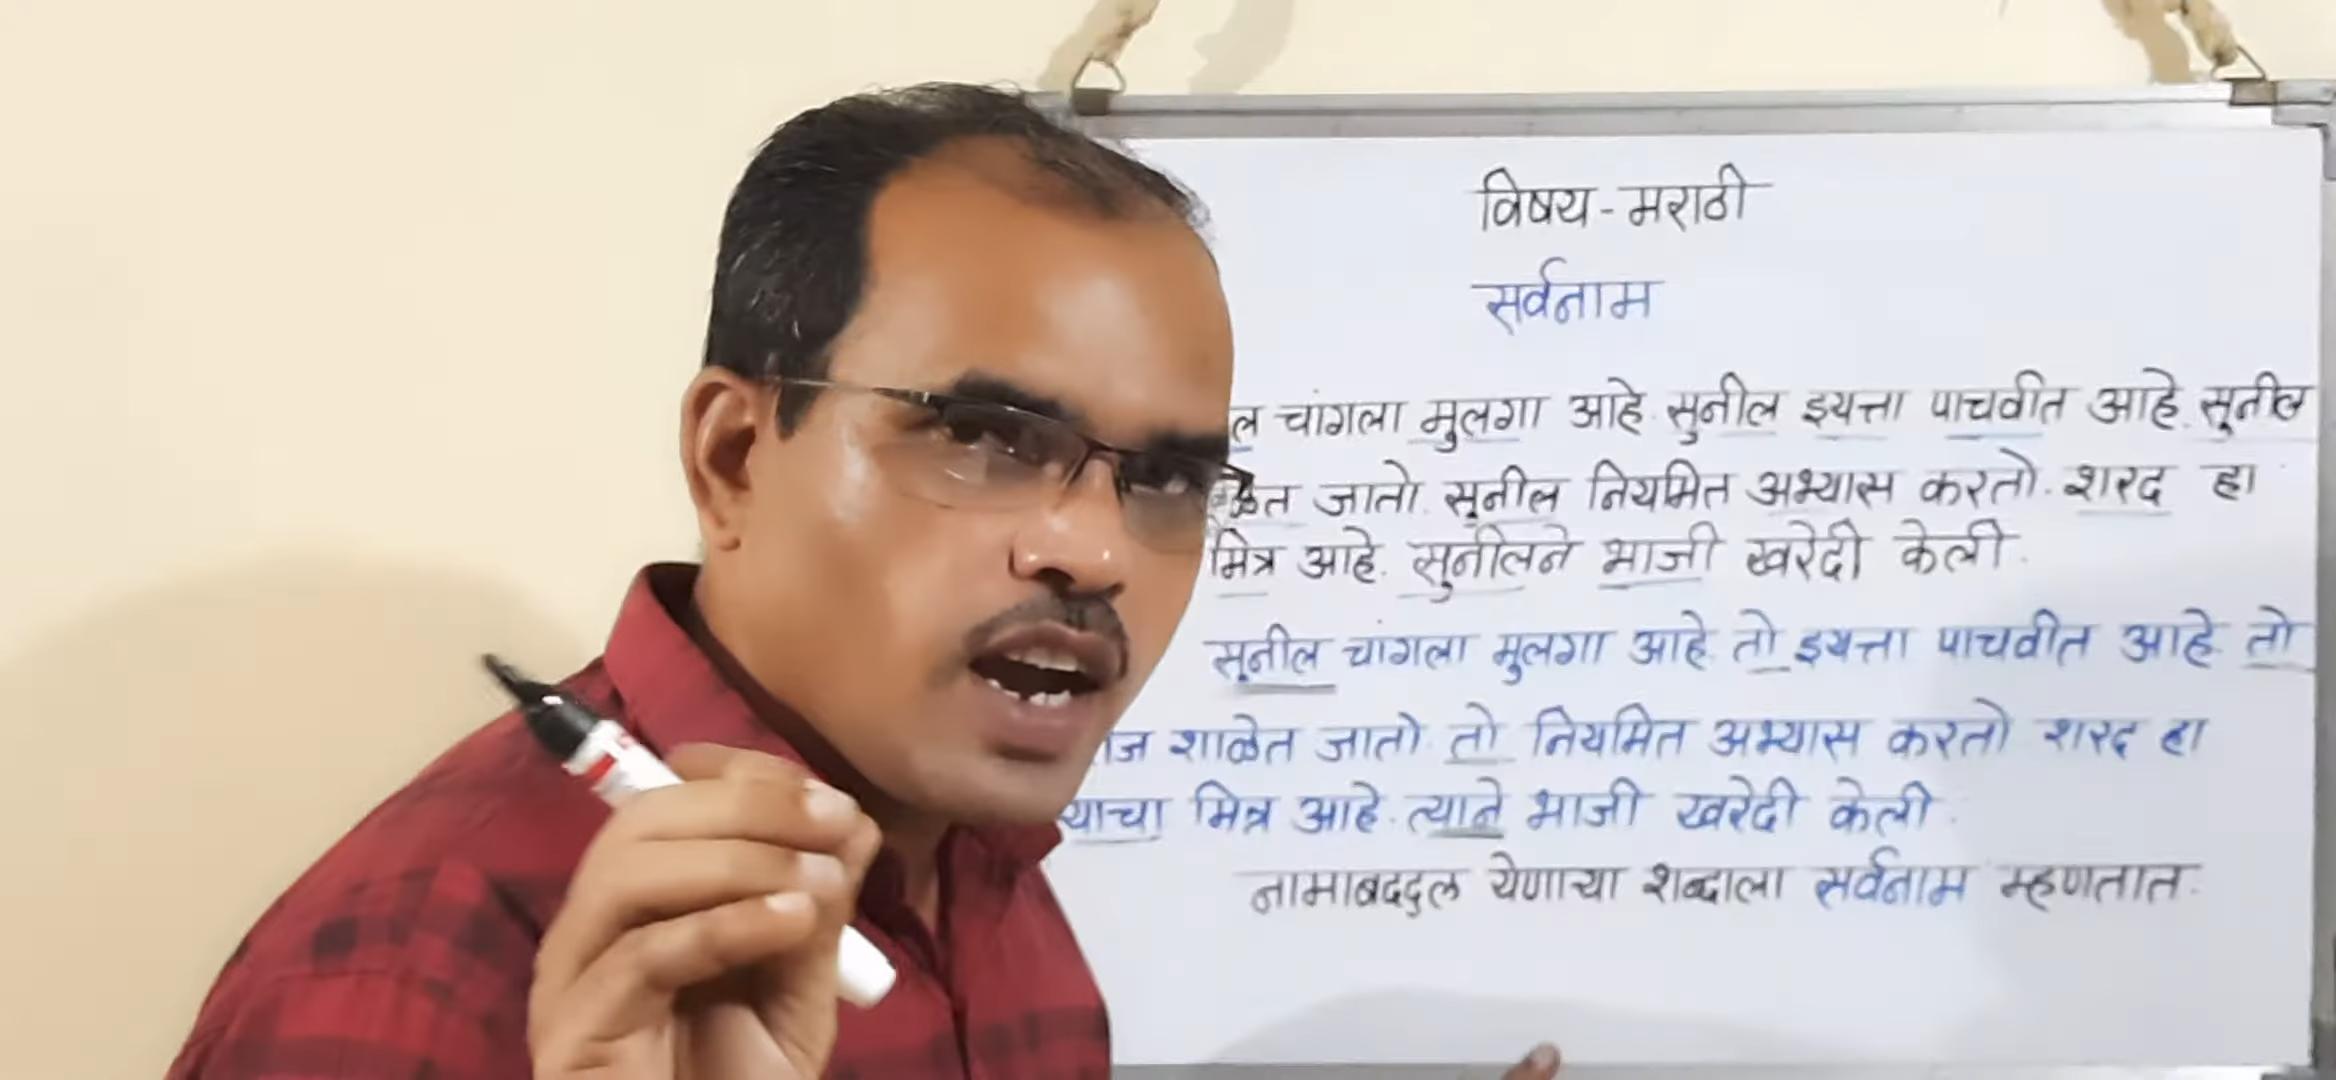 विषय - मराठी
सर्वनाम
चांगला मुलगा आहे. सुनील इयत्ता पाचवीत आहे. सुनील
जातो. सुनील नियमित अभ्यास करतो. शरद हा
मित्र आहे. सुनीलने भाजी खरेदी केली.
सुनील चांगला मुलगा आहे. तो इयत्ता पाचवीत आहे. तो
शाळेत जातो. तो नियमित अभ्यास करतो शरद हा
मित्र आहे. त्याने भाजी खरेदी केली.
नामाबद्दल येणाऱ्या शब्दाला सर्वनाम म्हणतात.